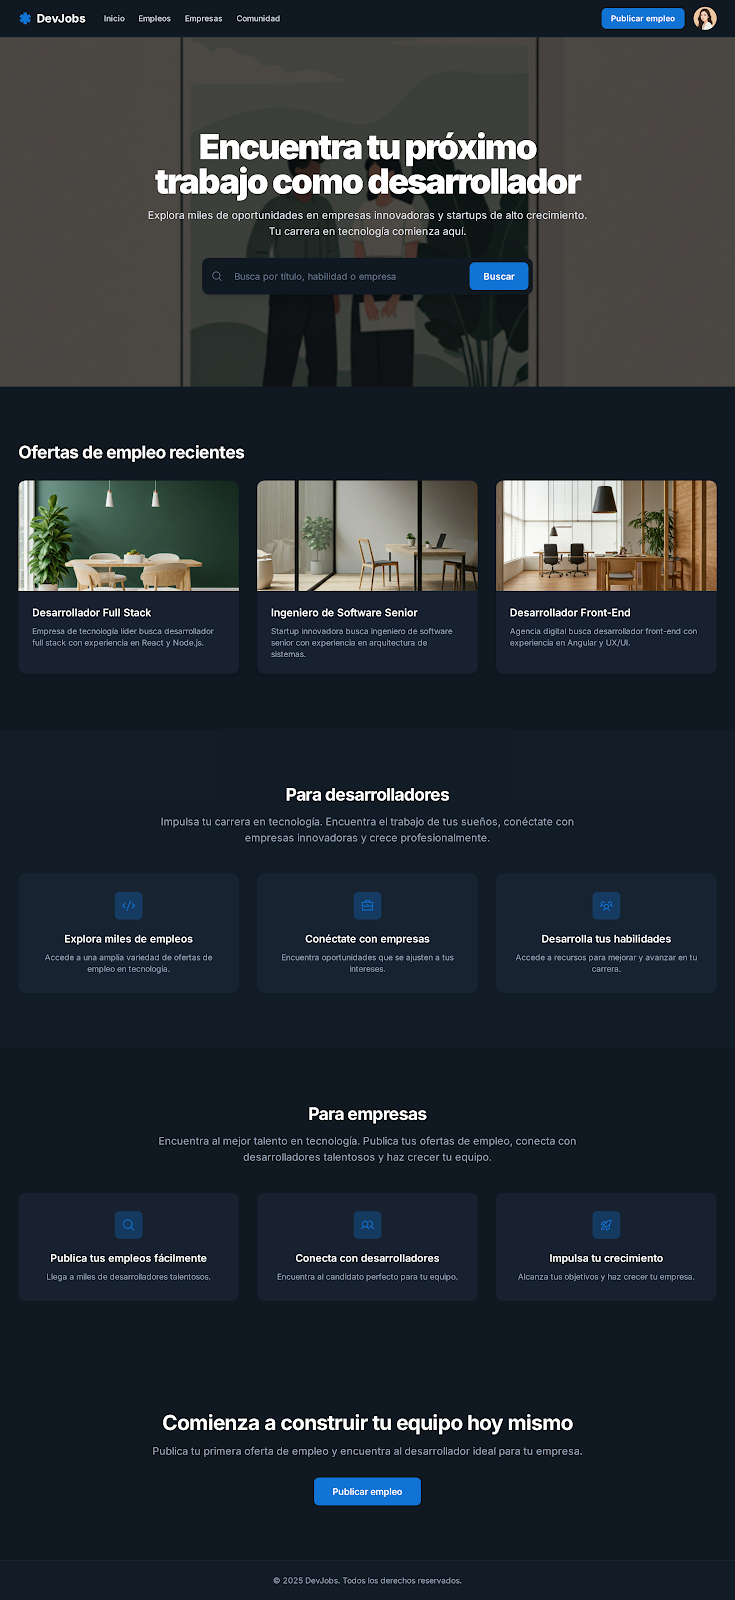 DevJobs
Inicio
Empleos
Empresas
Comunidad
Publicar empleo
Encuentra tu próximo
trabajo como desarrollador
Explora miles de oportunidades en empresas innovadoras y startups de alto crecimiento.
Tu carrera en tecnología comienza aquí.
Busca por título, habilidad o empresa
Buscar
Ofertas de empleo recientes
Desarrollador Full Stack
Empresa de tecnología líder busca desarrollador
full stack con experiencia en React y Node.js.
Ingeniero de Software Senior
Startup innovadora busca ingeniero de software
senior con experiencia en arquitectura de
sistemas.
Desarrollador Front-End
Agencia digital busca desarrollador front-end con
experiencia en Angular y UX/UI.
Para desarrolladores
Impulsa tu carrera en tecnología. Encuentra el trabajo de tus sueños, conéctate con
empresas innovadoras y crece profesionalmente.
Explora miles de empleos
Accede a una amplia variedad de ofertas de
empleo en tecnología.
Conéctate con empresas
Encuentra oportunidades que se ajusten a tus
intereses.
Desarrolla tus habilidades
Accede a recursos para mejorar y avanzar en tu
carrera.
Para empresas
Encuentra al mejor talento en tecnología. Publica tus ofertas de empleo, conecta con
desarrolladores talentosos y haz crecer tu equipo.
Publica tus empleos fácilmente
Llega a miles de desarrolladores talentosos.
Conecta con desarrolladores
Encuentra al candidato perfecto para tu equipo.
Impulsa tu crecimiento
Alcanza tus objetivos y haz crecer tu empresa.
Comienza a construir tu equipo hoy mismo
Publica tu primera oferta de empleo y encuentra al desarrollador ideal para tu empresa.
Publicar empleo
© 2025 DevJobs. Todos los derechos reservados.